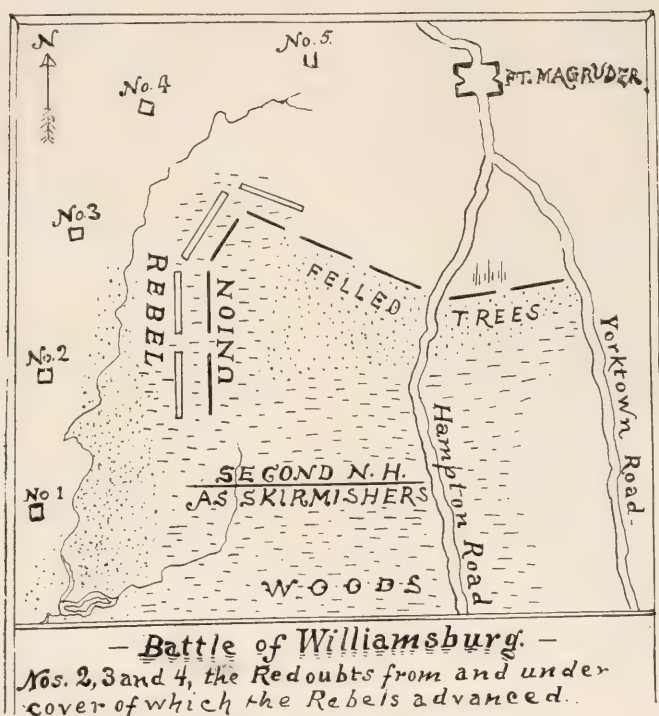 N
No. 5.
No. 4
FT. MAGRUDER.
No. 3
REBEL
UNION
FELLED
TREES
No. 2
Yorktown Road-
Hampton Road
SECOND N. H.
AS SKIRMISHERS
No 1
WOODS
- Battle of Williamsburg. -
Nos. 2, 3 and 4, the Redoubts from and under
cover of which the Rebels advanced..